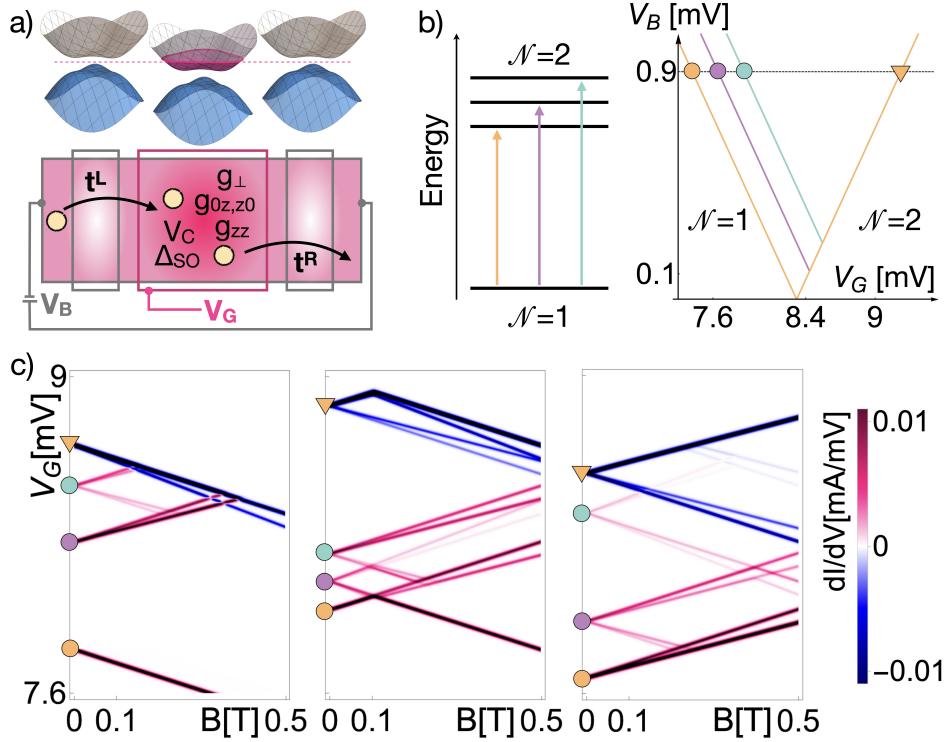 a)
t^L
g⊥
g0z,z0
V_C
g_zz
Δ_SO
t^R
V_B
V_G
b)
Energy
𝒩=2
𝒩=1
V_B [mV]
0.9
𝒩=1
𝒩=2
0.1
V_G [mV]
7.6
8.4
9
c)
V_G[mV]
9
7.6
0 0.1 B[T] 0.5
0 0.1 B[T] 0.5
0 0.1 B[T] 0.5
dI/dV[mA/mV]
0.01
0
−0.01